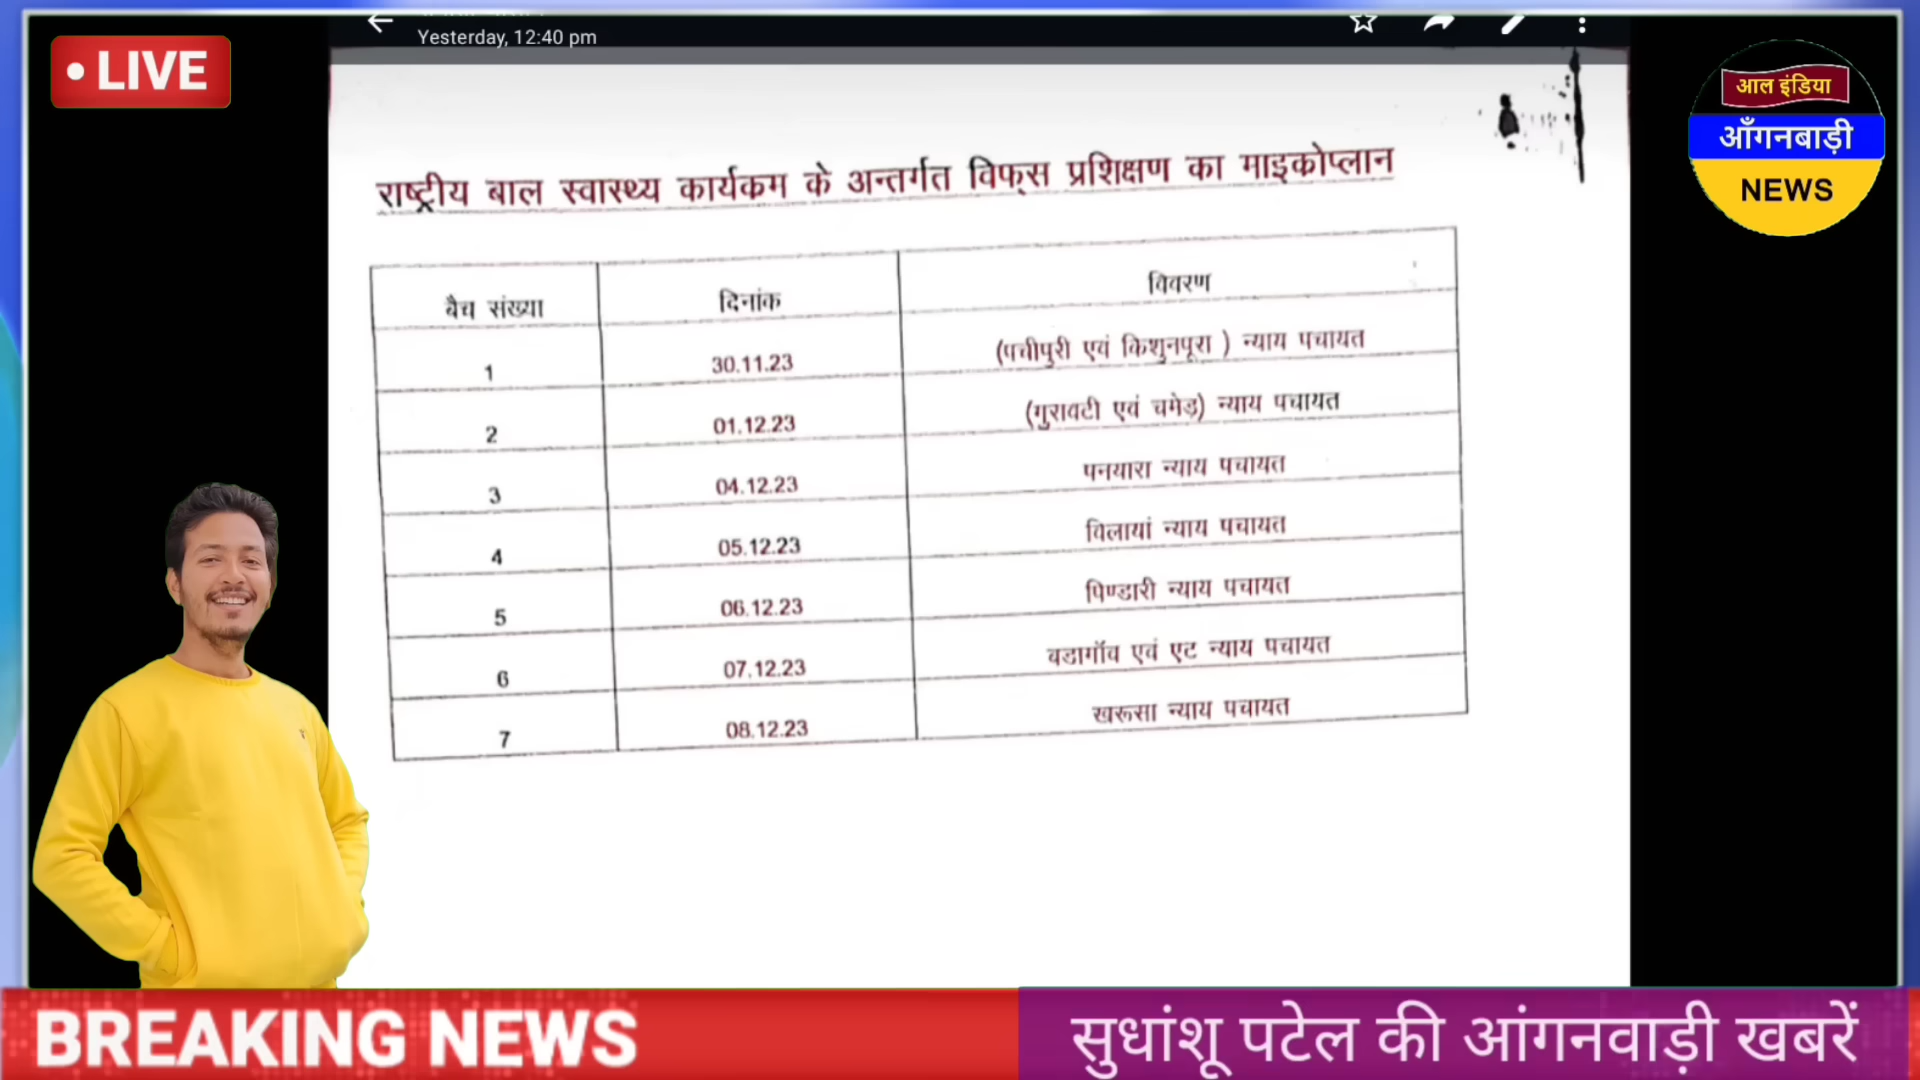 Yesterday, 12:40 pm
• LIVE
आल इंडिया
आँगनबाड़ी
NEWS
राष्ट्रीय बाल स्वास्थ्य कार्यकम के अन्तर्गत विफ्स प्रशिक्षण का माइकोप्लान
बैच संख्या दिनांक विवरण
1 30.11.23 (पचीपुरी एवं किशुनपूरा ) न्याय पचायत
2 01.12.23 (गुरावटी एवं चमेड़) न्याय पचायत
3 04.12.23 पनयारा न्याय पचायत
4 05.12.23 विलायां न्याय पचायत
5 06.12.23 पिण्डारी न्याय पचायत
6 07.12.23 बडागॉव एवं एट न्याय पचायत
7 08.12.23 खरूसा न्याय पचायत
BREAKING NEWS
सुधांशू पटेल की आंगनवाड़ी खबरें